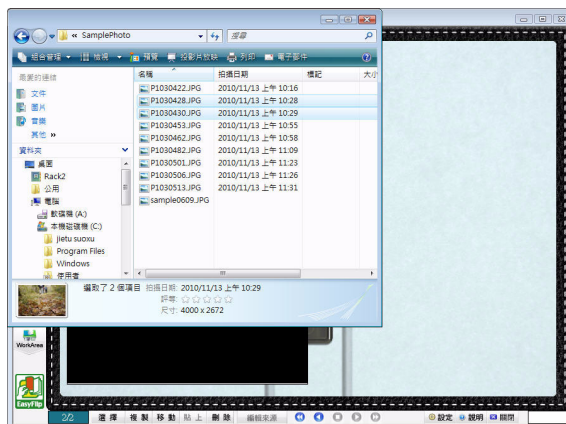 « SamplePhoto
搜尋
組合管理 檢視 預覽 投影片放映 列印 電子郵件
最愛的連結
文件
圖片
音樂
其他 »
資料夾
桌面
Rack2
公用
電腦
軟碟機 (A:)
本機磁碟機 (C:)
jietu suoxu
Program Files
Windows
使用者
名稱 拍攝日期 標記 大小
P1030422.JPG 2010/11/13 上午 10:16
P1030428.JPG 2010/11/13 上午 10:28
P1030430.JPG 2010/11/13 上午 10:29
P1030453.JPG 2010/11/13 上午 10:55
P1030462.JPG 2010/11/13 上午 10:58
P1030482.JPG 2010/11/13 上午 11:09
P1030501.JPG 2010/11/13 上午 11:23
P1030506.JPG 2010/11/13 上午 11:26
P1030513.JPG 2010/11/13 上午 11:31
sample0609.JPG
選取了 2 個項目 拍攝日期: 2010/11/13 上午 10:29
評等: ☆☆☆☆☆
尺寸: 4000 x 2672
WorkArea
EasyFlip
2/2 選擇 複製 移動 貼上 刪除 編輯來源 設定 說明 關閉